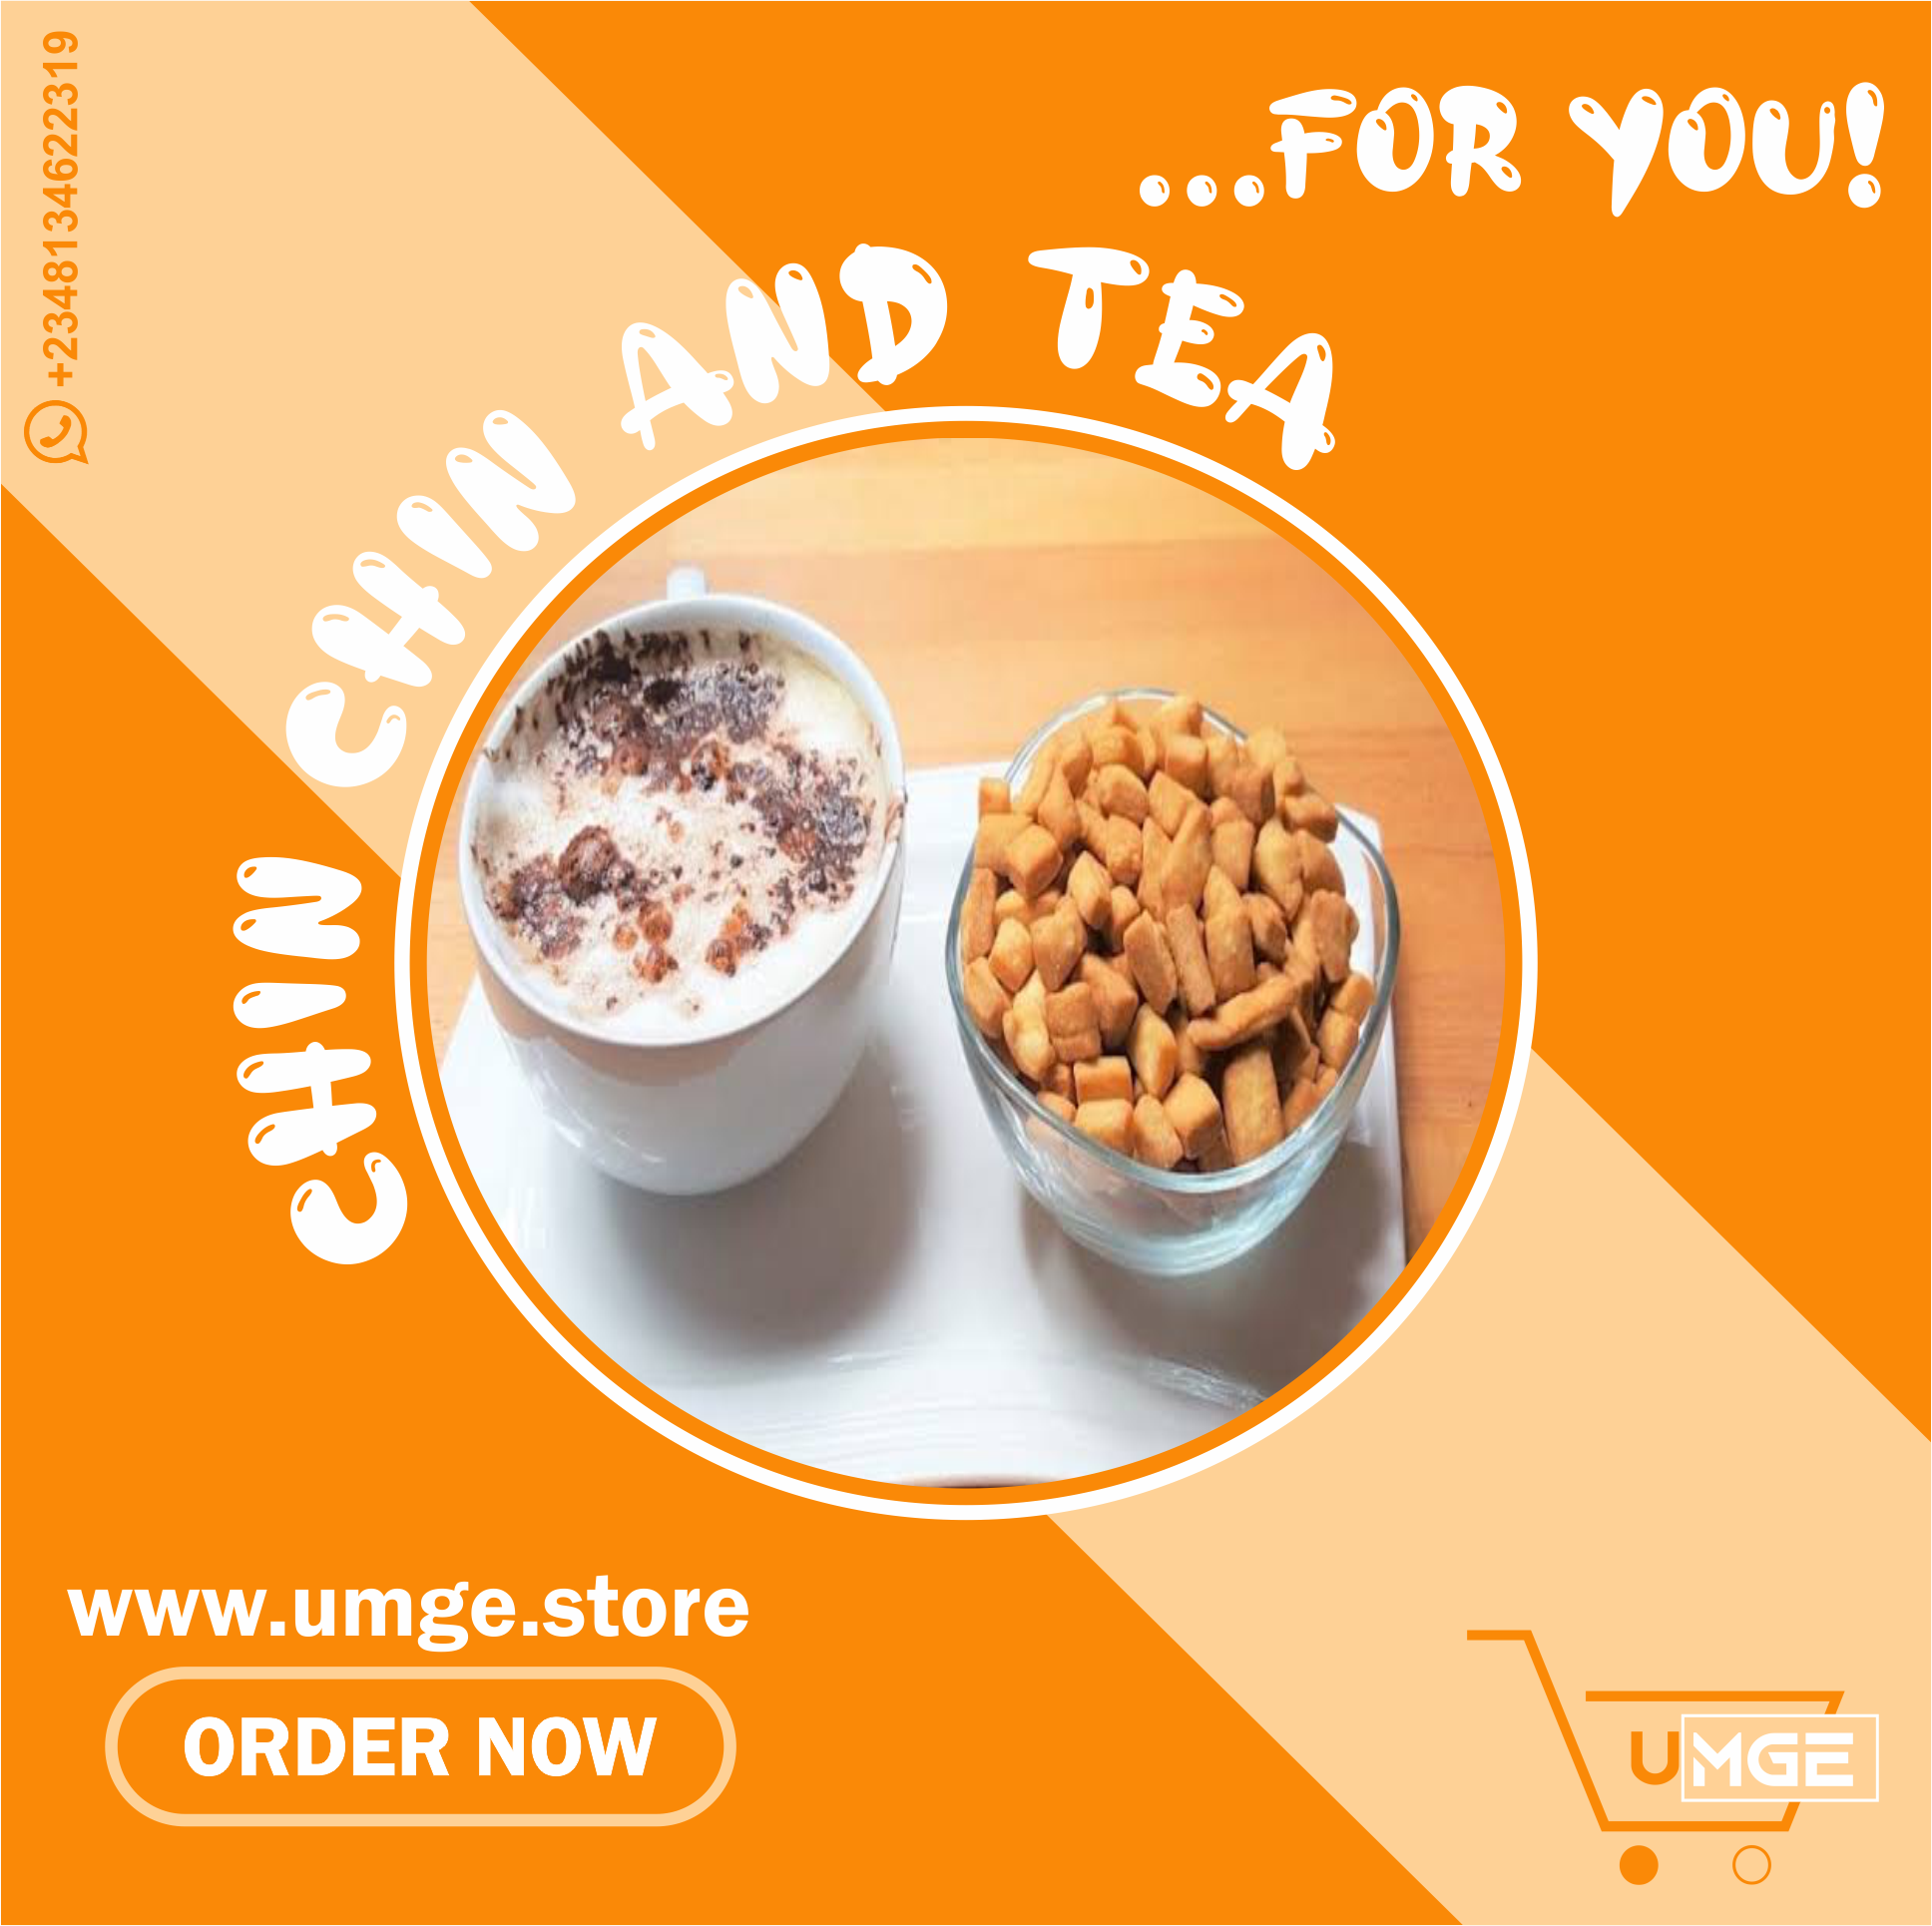 +2348134622319
...FOR YOU!
CHIN CHIN AND TEA
www.umge.store
ORDER NOW
UMGE